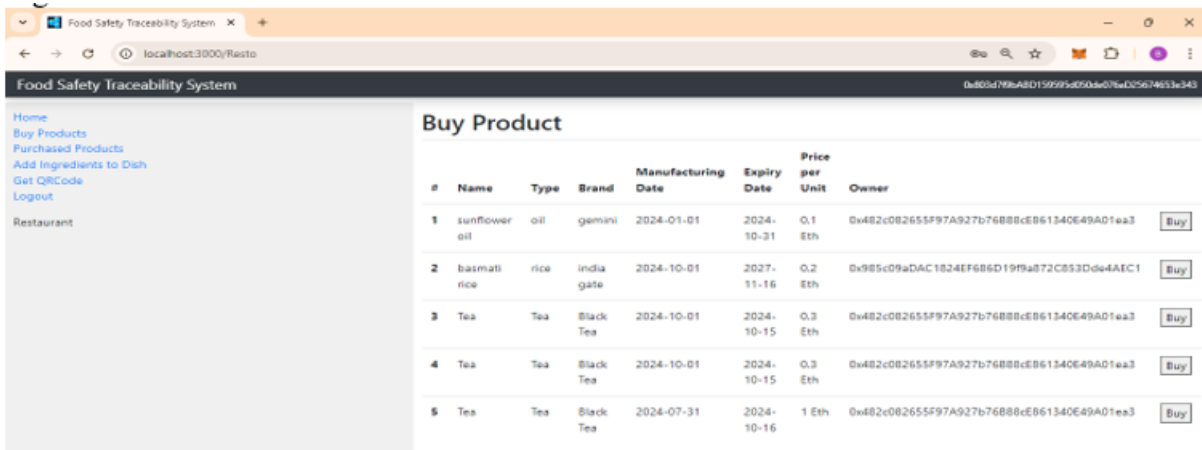 Food Safety Traceability System
localhost:3000/Resto
Food Safety Traceability System
Home
Buy Products
Purchased Products
Add Ingredients to Dish
Get QRCode
Logout
Restaurant
Buy Product
# Name Type Brand Manufacturing Date Expiry Date Price per Unit Owner
1 sunflower oil oil gemini 2024-01-01 2024-10-31 0.1 Eth 0x482c082655F97A927b76B88cE861340E49A01ea3 Buy
2 basmati rice rice india gate 2024-10-01 2027-11-16 0.2 Eth 0x985c09aDAC1824EF686D19f9a872C853Dde4AEC1 Buy
3 Tea Tea Black Tea 2024-10-01 2024-10-15 0.3 Eth 0x482c082655F97A927b76B88cE861340E49A01ea3 Buy
4 Tea Tea Black Tea 2024-10-01 2024-10-15 0.3 Eth 0x482c082655F97A927b76B88cE861340E49A01ea3 Buy
5 Tea Tea Black Tea 2024-07-31 2024-10-16 1 Eth 0x482c082655F97A927b76B88cE861340E49A01ea3 Buy